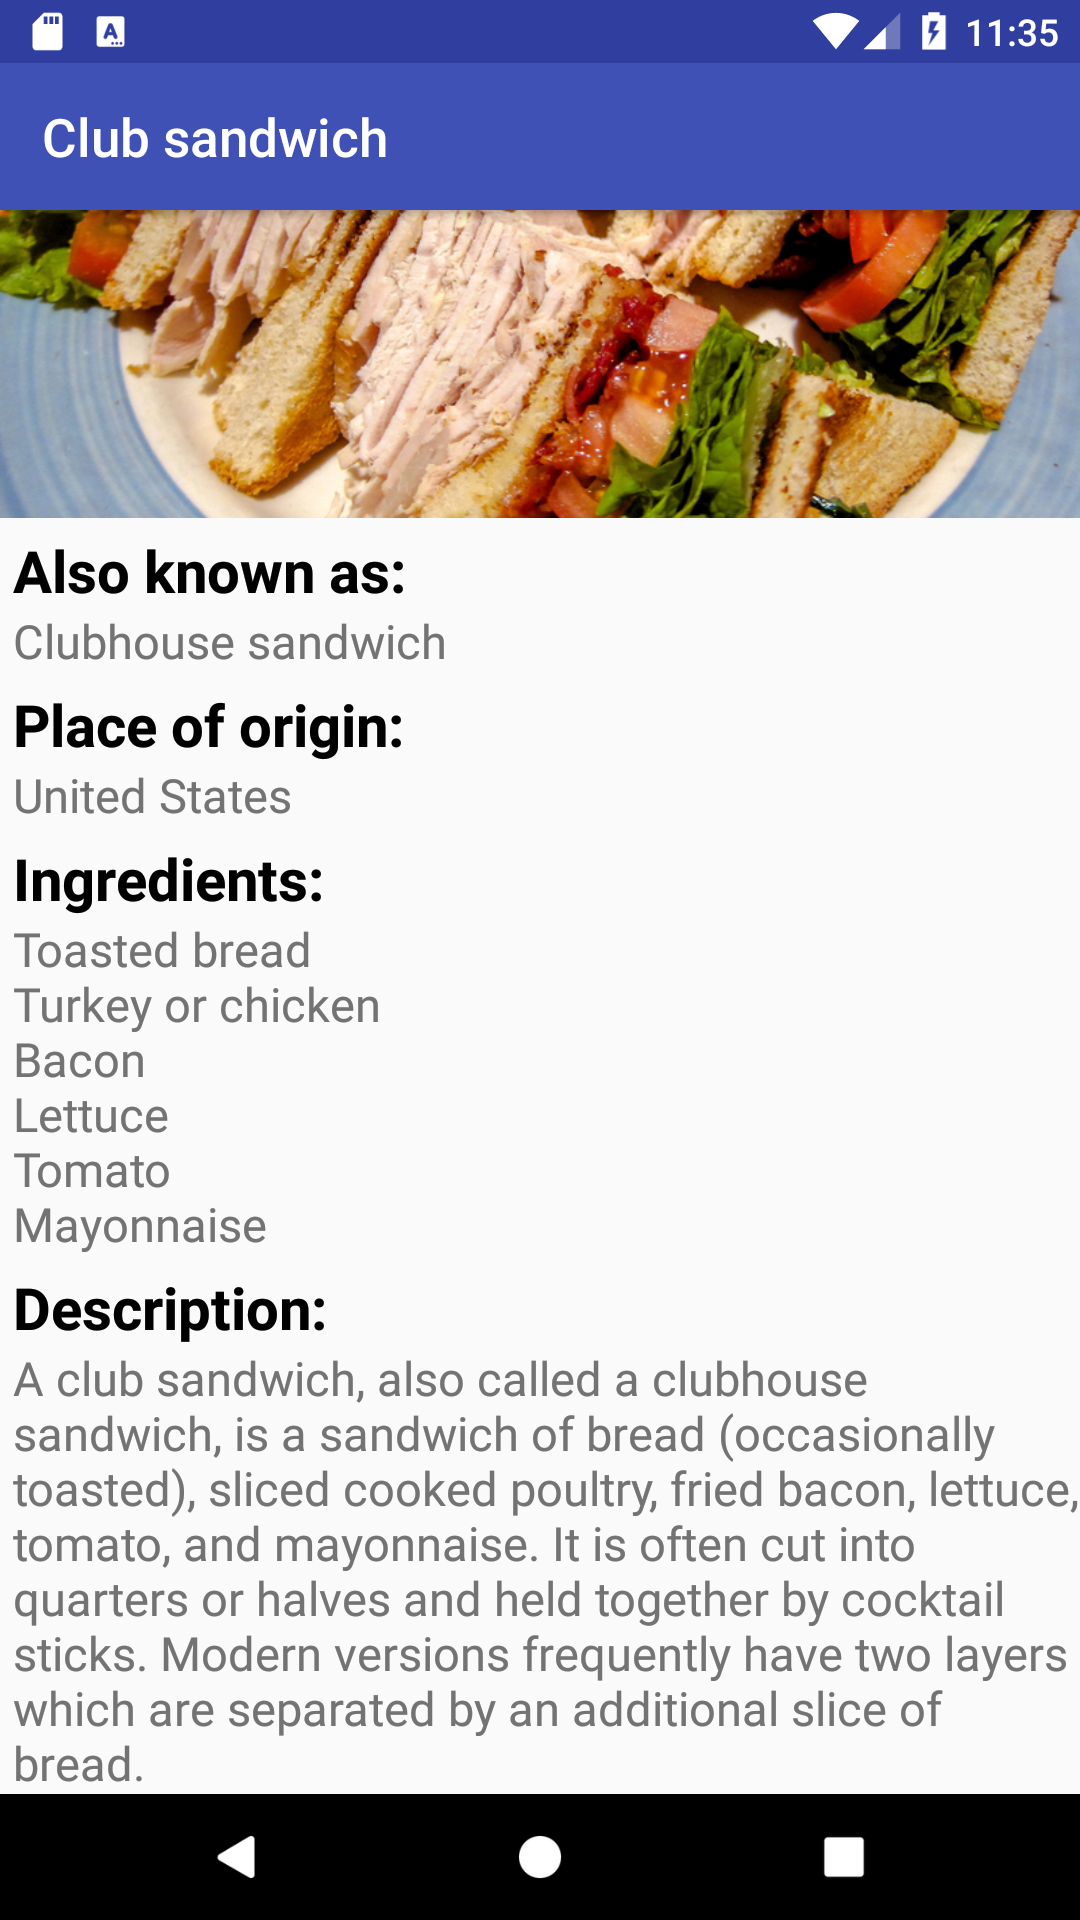 11:35
Club sandwich
Also known as:
Clubhouse sandwich
Place of origin:
United States
Ingredients:
Toasted bread
Turkey or chicken
Bacon
Lettuce
Tomato
Mayonnaise
Description:
A club sandwich, also called a clubhouse
sandwich, is a sandwich of bread (occasionally
toasted), sliced cooked poultry, fried bacon, lettuce,
tomato, and mayonnaise. It is often cut into
quarters or halves and held together by cocktail
sticks. Modern versions frequently have two layers
which are separated by an additional slice of
bread.